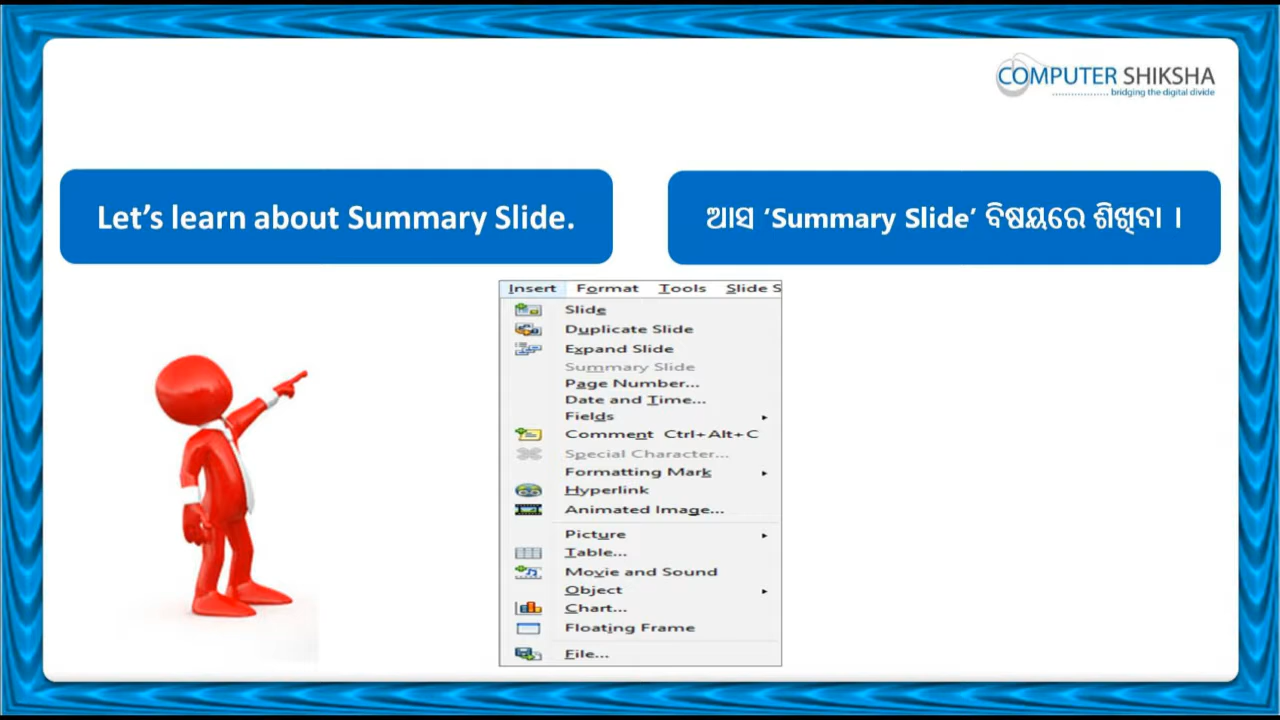 COMPUTER SHIKSHA
bridging the digital divide
Let's learn about Summary Slide.
ଆସ ‘Summary Slide’ ବିଷୟରେ ଶିଖିବା ।
Insert Format Tools Slide S
Slide
Duplicate Slide
Expand Slide
Summary Slide
Page Number...
Date and Time...
Fields
Comment Ctrl+Alt+C
Special Character...
Formatting Mark
Hyperlink
Animated Image...
Picture
Table...
Movie and Sound
Object
Chart...
Floating Frame
File...